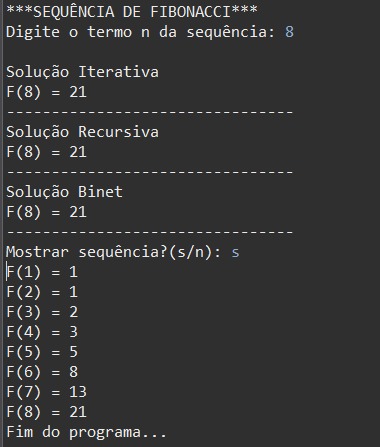 ***SEQUÊNCIA DE FIBONACCI***
Digite o termo n da sequência: 8

Solução Iterativa
F(8) = 21
--------------------------------
Solução Recursiva
F(8) = 21
--------------------------------
Solução Binet
F(8) = 21
--------------------------------
Mostrar sequência?(s/n): s
F(1) = 1
F(2) = 1
F(3) = 2
F(4) = 3
F(5) = 5
F(6) = 8
F(7) = 13
F(8) = 21
Fim do programa...